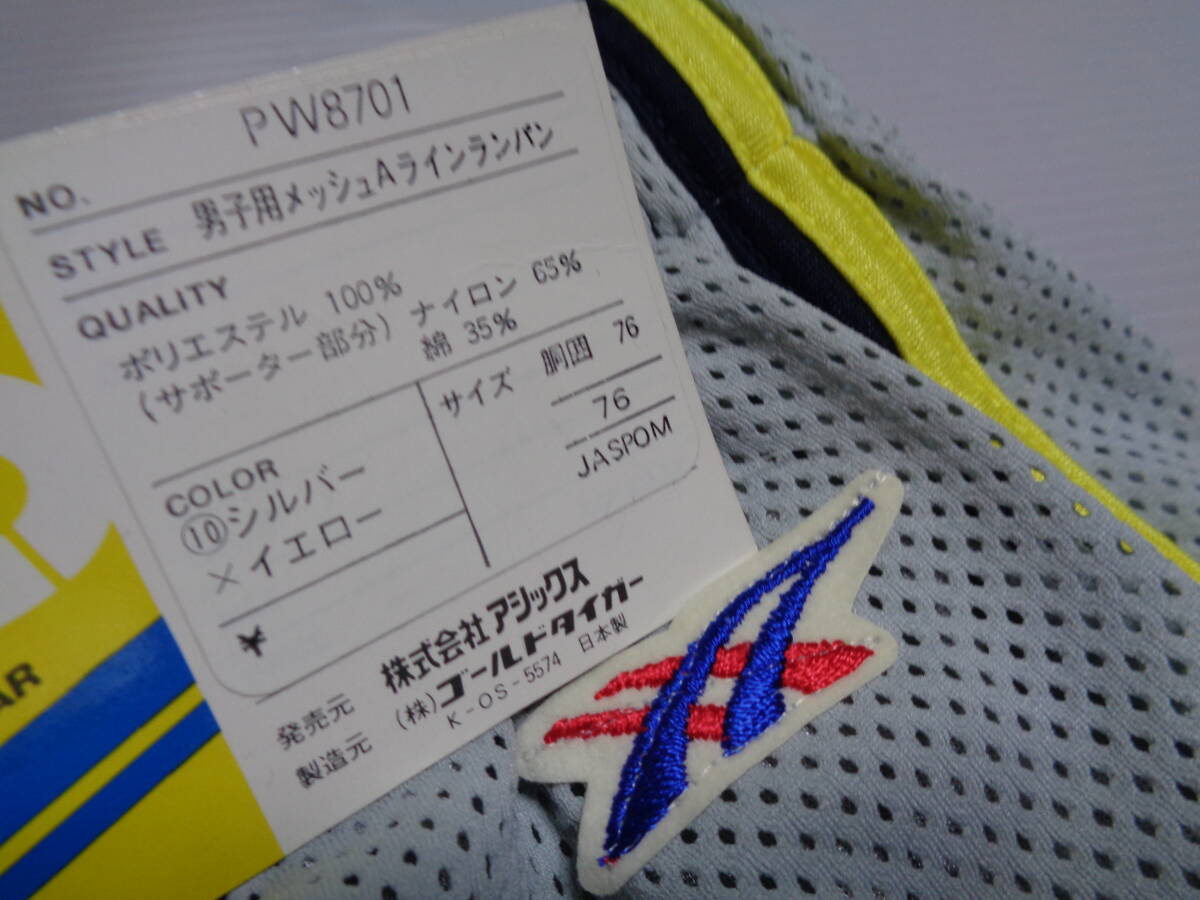 NO. PW8701
STYLE 男子用メッシュAラインランパン
QUALITY
ポリエステル 100%
(サポーター部分) ナイロン 65%
綿 35%
COLOR
⑩シルバー
×イエロー
サイズ 胴囲 76
76
JASPOM
¥
発売元 株式会社アシックス
製造元 (株)ゴールドタイガー
K-OS-5574 日本製
AR